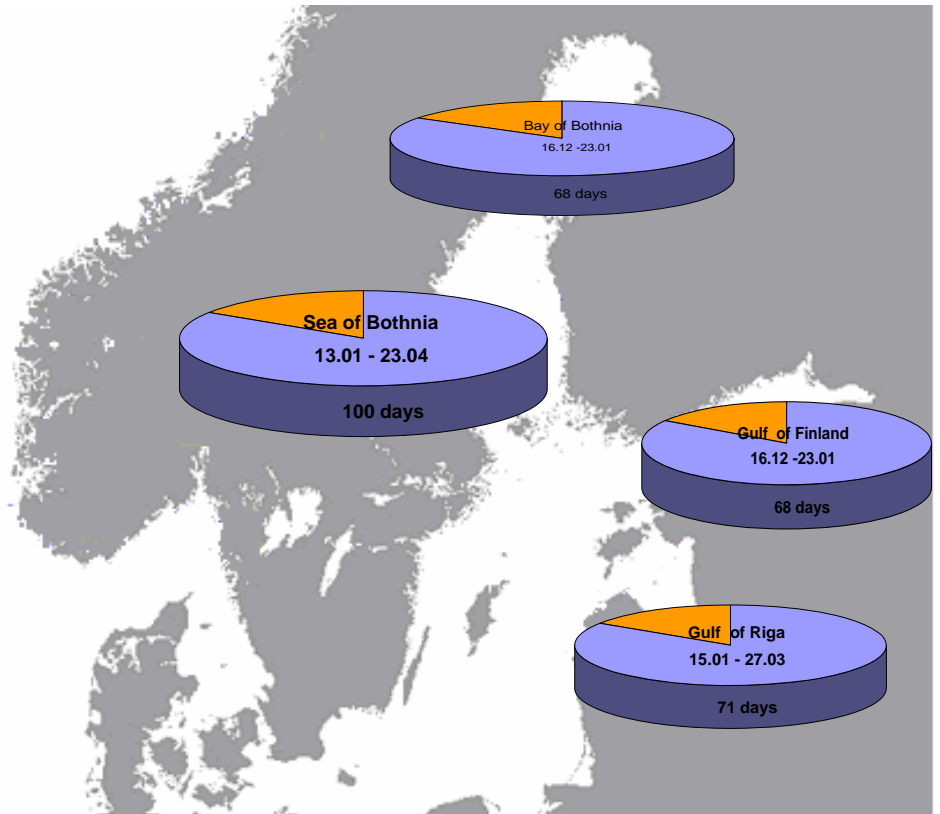 Bay of Bothnia
16.12 -23.01
68 days
Sea of Bothnia
13.01 - 23.04
100 days
Gulf of Finland
16.12 -23.01
68 days
Gulf of Riga
15.01 - 27.03
71 days